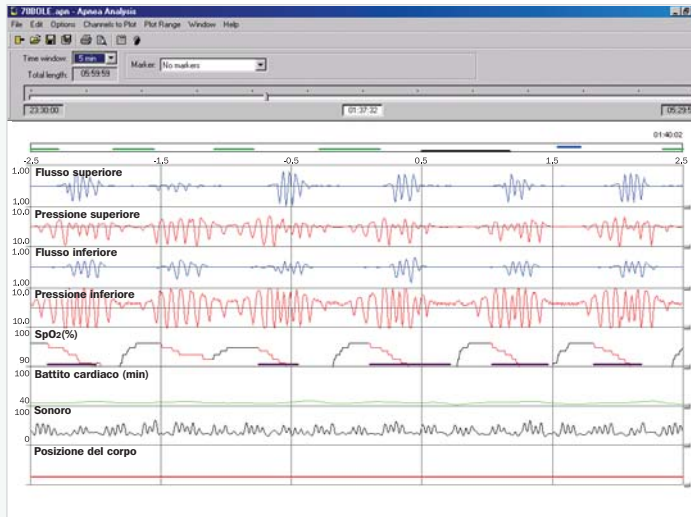 70BOLE.apn - Apnea Analysis
File Edit Options Channels to Plot Plot Range Window Help
Time window: 5 min Marker: No markers
Total length: 05:59:59
23:30:00 01:37:32 05:29:5
01:40:02
-2.5 -1.5 -0.5 0.5 1.5 2.5
Flusso superiore
1.00
1.00
Pressione superiore
10.0
10.0
Flusso inferiore
1.00
1.00
Pressione inferiore
10.0
10.0
SpO2(%)
100
90
Battito cardiaco (min)
100
40
Sonoro
100
0
Posizione del corpo